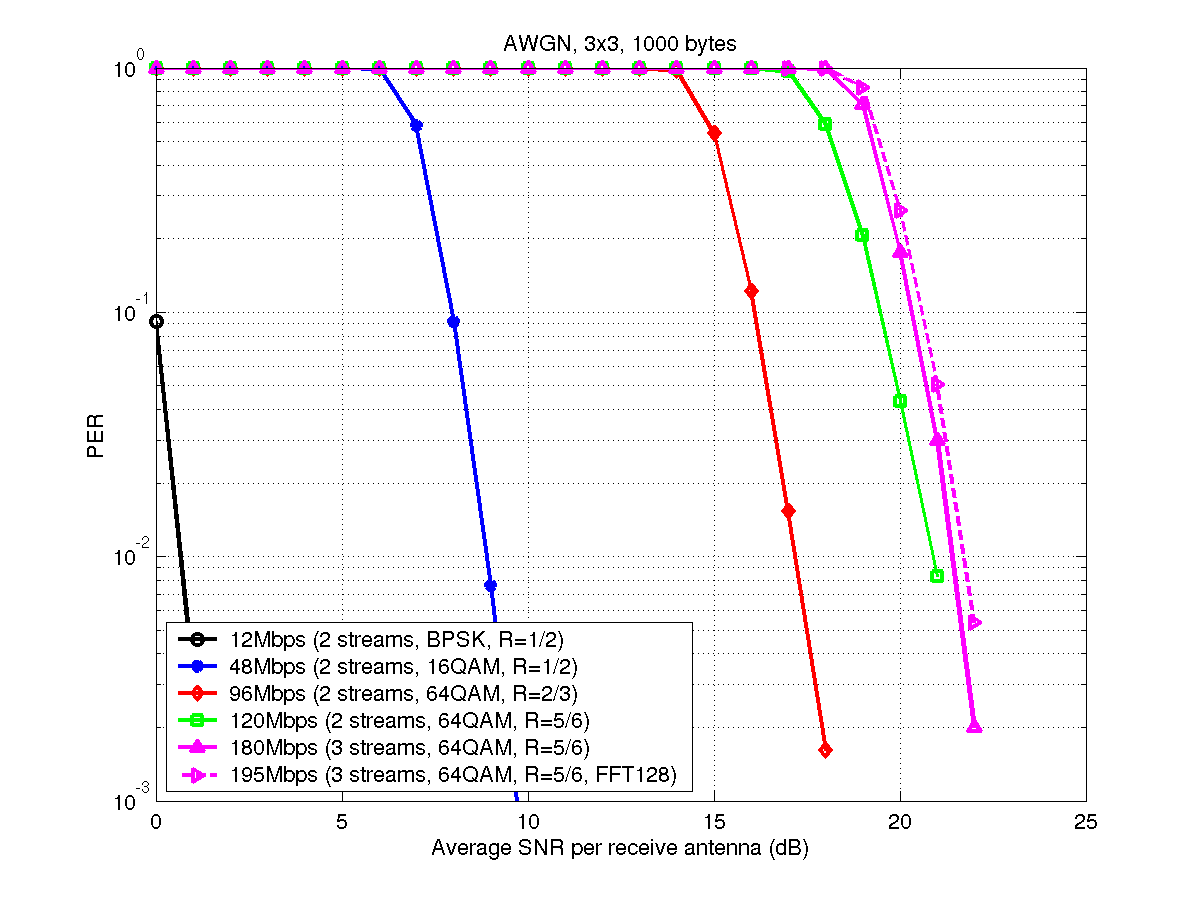 AWGN, 3x3, 1000 bytes
10^0
10^-1
10^-2
10^-3
PER
12Mbps (2 streams, BPSK, R=1/2)
48Mbps (2 streams, 16QAM, R=1/2)
96Mbps (2 streams, 64QAM, R=2/3)
120Mbps (2 streams, 64QAM, R=5/6)
180Mbps (3 streams, 64QAM, R=5/6)
195Mbps (3 streams, 64QAM, R=5/6, FFT128)
0 5 10 15 20 25
Average SNR per receive antenna (dB)